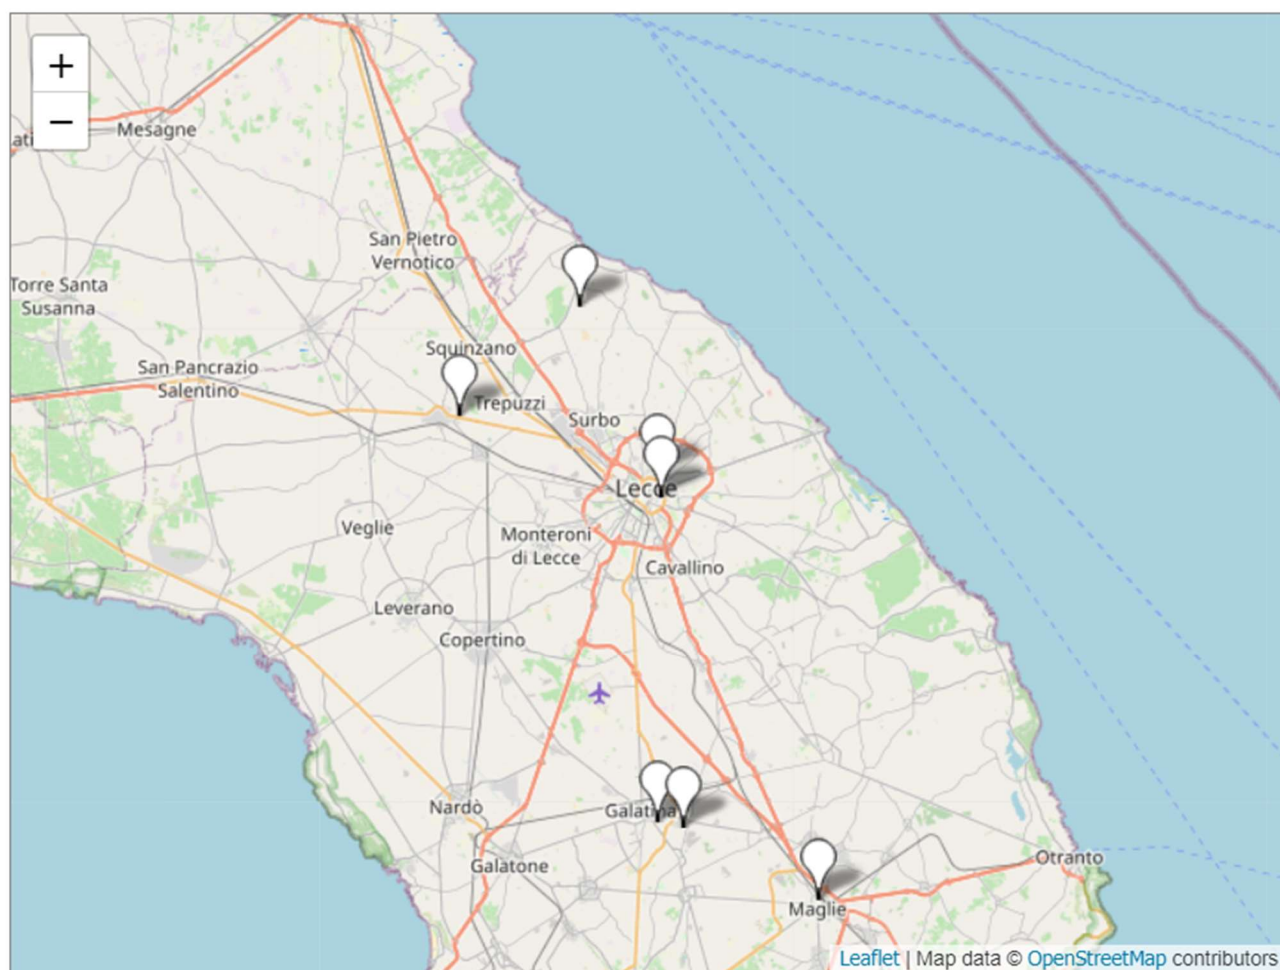 +
−
Mesagne
ati
San Pietro
Vernotico
Torre Santa
Susanna
Squinzano
San Pancrazio
Salentino
Trepuzzi
Surbo
Lecce
Veglie
Monteroni
di Lecce
Cavallino
Leverano
Copertino
Nardò
Galatina
Galatone
Otranto
Maglie
Leaflet | Map data © OpenStreetMap contributors